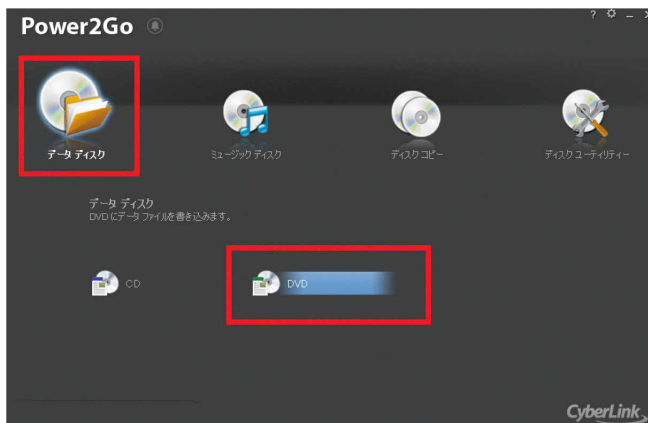 Power2Go
データ ディスク
ミュージック ディスク
ディスク コピー
ディスク ユーティリティー
データ ディスク
DVD にデータ ファイルを書き込みます。
CD
DVD
CyberLink